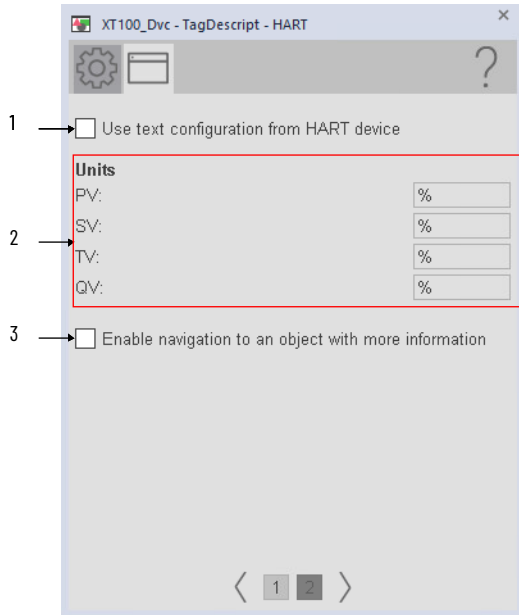 XT100_Dvc - TagDescript - HART ×
?
1 Use text configuration from HART device
Units
PV: %
SV: %
2
TV: %
QV: %
3 Enable navigation to an object with more information
1 2